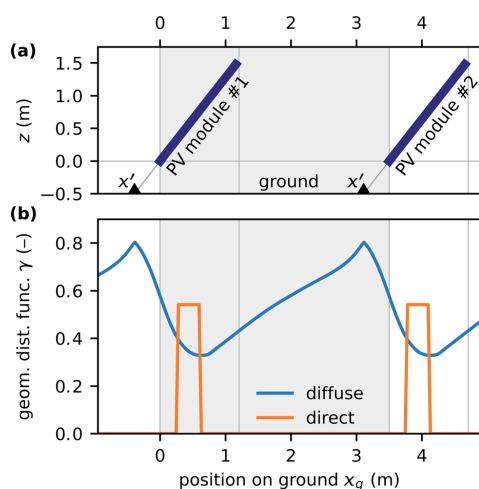 0 1 2 3 4
(a)
1.5
1.0
0.5
0.0
−0.5
z (m)
PV module #1
PV module #2
x′
x′
ground
(b)
0.8
0.6
0.4
0.2
0.0
geom. dist. func. γ (–)
diffuse
direct
0 1 2 3 4
position on ground x_g (m)